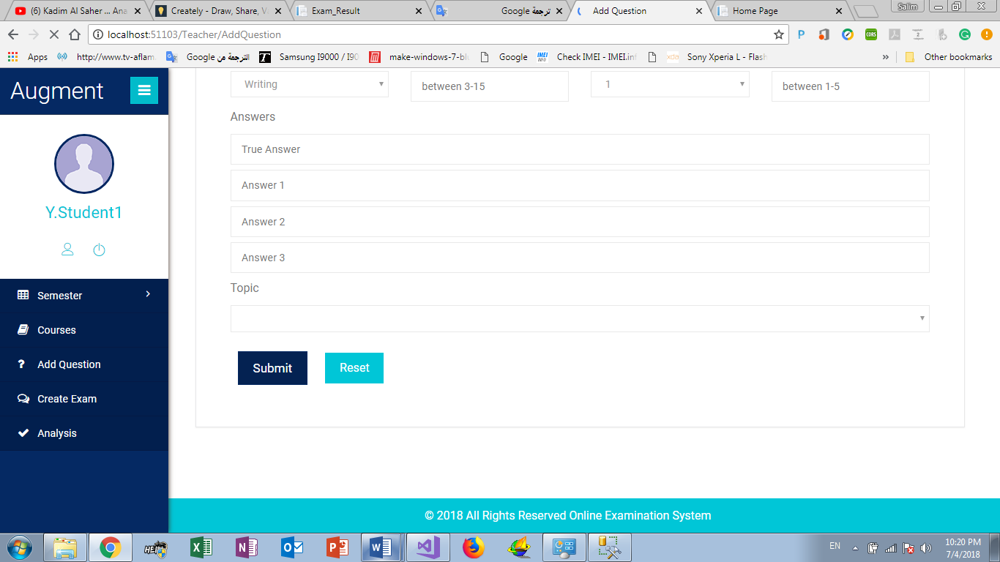 (6) Kadim Al Saher ... Ana
Creately - Draw, Share, V
Exam_Result
ترجمة Google
Add Question
Home Page
Salim
localhost:51103/Teacher/AddQuestion
Apps
http://www.tv-aflam.
الترجمة من Google
Samsung I9000 / I90
make-windows-7-bl
Google
Check IMEI - IMEI.inf
Sony Xperia L - Flash
»
Other bookmarks
Augment
Y.Student1
Semester
Courses
Add Question
Create Exam
Analysis
Writing
between 3-15
1
between 1-5
Answers
True Answer
Answer 1
Answer 2
Answer 3
Topic
Submit
Reset
© 2018 All Rights Reserved Online Examination System
EN
10:20 PM
7/4/2018